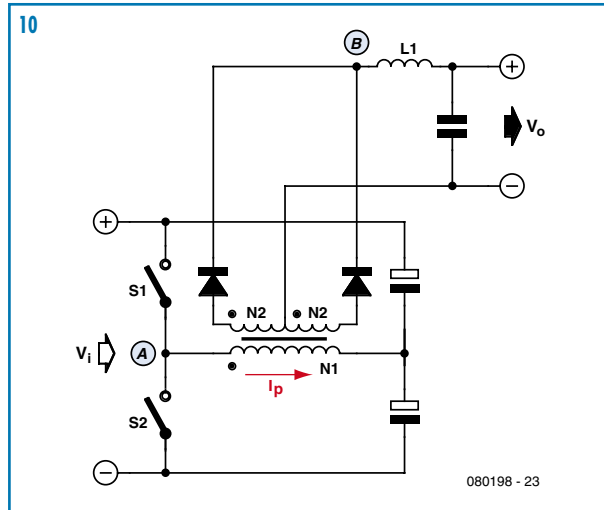 10
B
L1
+
Vo
−
+
S1
N2 N2
Vi A
Ip N1
S2
−
080198 - 23